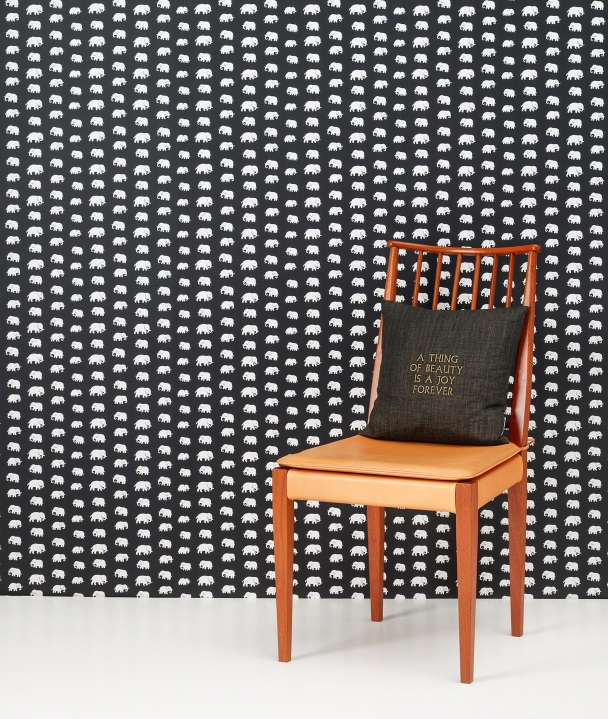 A THING
OF BEAUTY
IS A JOY
FOREVER